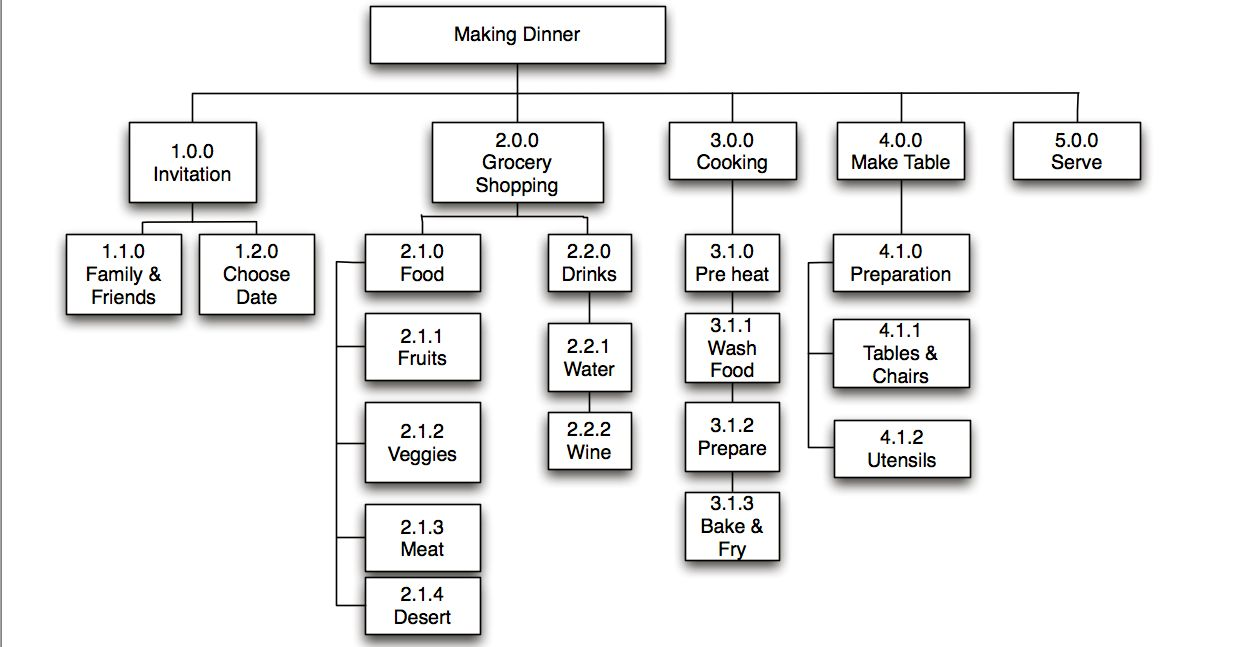 Making Dinner
1.0.0
Invitation
2.0.0
Grocery
Shopping
3.0.0
Cooking
4.0.0
Make Table
5.0.0
Serve
1.1.0
Family &
Friends
1.2.0
Choose
Date
2.1.0
Food
2.1.1
Fruits
2.1.2
Veggies
2.1.3
Meat
2.1.4
Desert
2.2.0
Drinks
2.2.1
Water
2.2.2
Wine
3.1.0
Pre heat
3.1.1
Wash
Food
3.1.2
Prepare
3.1.3
Bake &
Fry
4.1.0
Preparation
4.1.1
Tables &
Chairs
4.1.2
Utensils